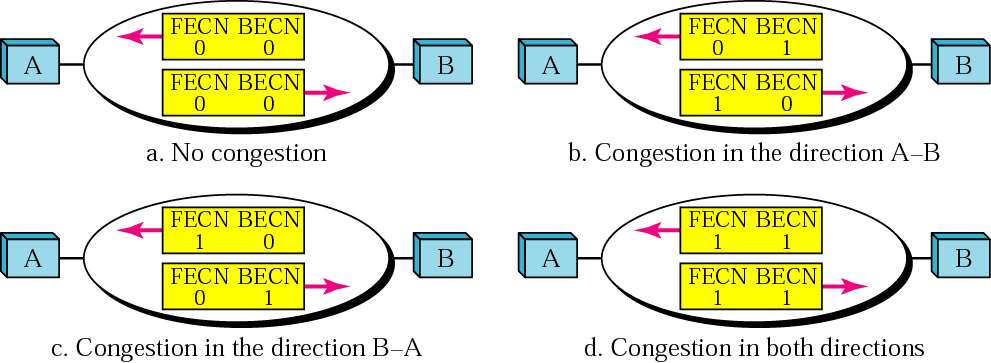 FECN BECN
0 0
A
B
FECN BECN
0 0
a. No congestion
FECN BECN
0 1
A
B
FECN BECN
1 0
b. Congestion in the direction A–B
FECN BECN
1 0
A
B
FECN BECN
0 1
c. Congestion in the direction B–A
FECN BECN
1 1
A
B
FECN BECN
1 1
d. Congestion in both directions